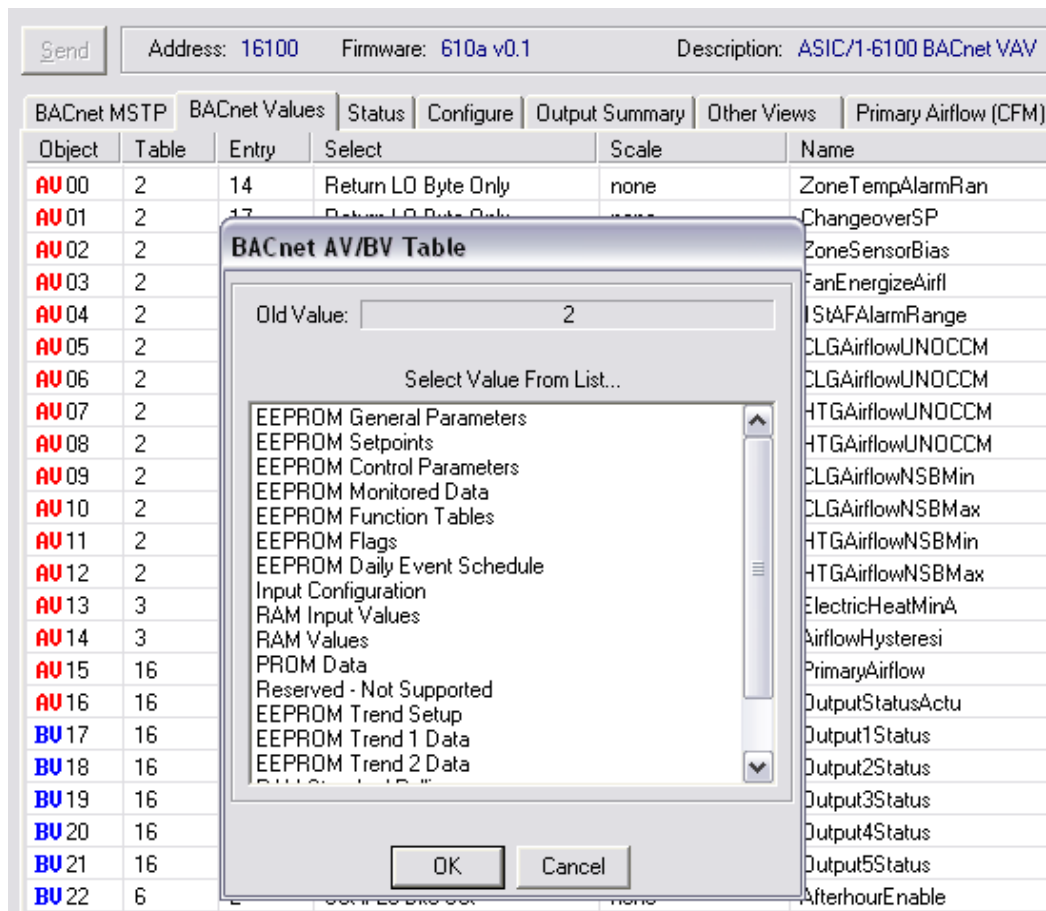 Send Address: 16100 Firmware: 610a v0.1 Description: ASIC/1-6100 BACnet VAV
BACnet MSTP BACnet Values Status Configure Output Summary Other Views Primary Airflow (CFM)
Object Table Entry Select Scale Name
AV 00 2 14 Return LO Byte Only none ZoneTempAlarmRan
AV 01 2 17 Return LO Byte Only none ChangeoverSP
BACnet AV/BV Table
AV 02 2 ZoneSensorBias
AV 03 2 FanEnergizeAirfl
Old Value: 2
AV 04 2 1StAFAlarmRange
AV 05 2 CLGAirflowUNOCCM
AV 06 2 CLGAirflowUNOCCM
Select Value From List...
AV 07 2 HTGAirflowUNOCCM
AV 08 2 HTGAirflowUNOCCM
AV 09 2 CLGAirflowNSBMin
AV 10 2 CLGAirflowNSBMax
AV 11 2 HTGAirflowNSBMin
AV 12 2 HTGAirflowNSBMax
AV 13 3 ElectricHeatMinA
AV 14 3 AirflowHysteresi
AV 15 16 PrimaryAirflow
AV 16 16 OutputStatusActu
BV 17 16 Output1Status
BV 18 16 Output2Status
BV 19 16 Output3Status
BV 20 16 Output4Status
BV 21 16 Output5Status
BV 22 6 AfterhourEnable
EEPROM General Parameters
EEPROM Setpoints
EEPROM Control Parameters
EEPROM Monitored Data
EEPROM Function Tables
EEPROM Flags
EEPROM Daily Event Schedule
Input Configuration
RAM Input Values
RAM Values
PROM Data
Reserved - Not Supported
EEPROM Trend Setup
EEPROM Trend 1 Data
EEPROM Trend 2 Data
OK Cancel